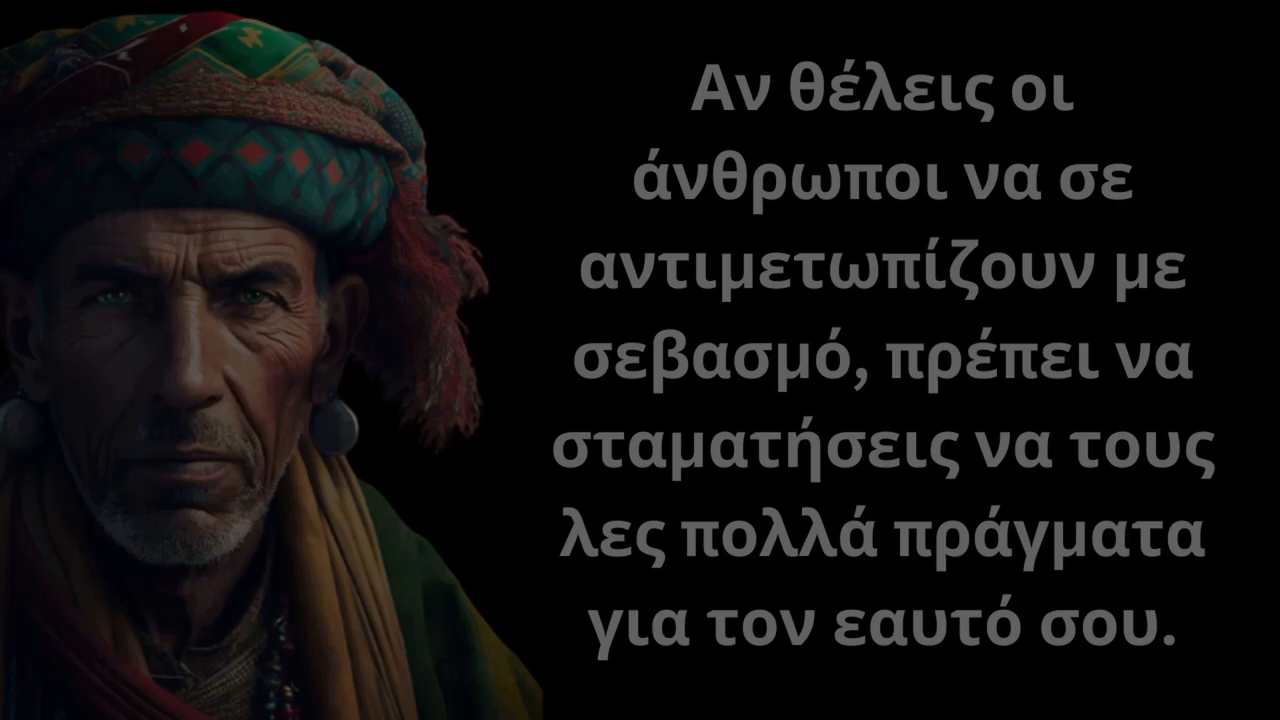 Αν θέλεις οι
άνθρωποι να σε
αντιμετωπίζουν με
σεβασμό, πρέπει να
σταματήσεις να τους
λες πολλά πράγματα
για τον εαυτό σου.